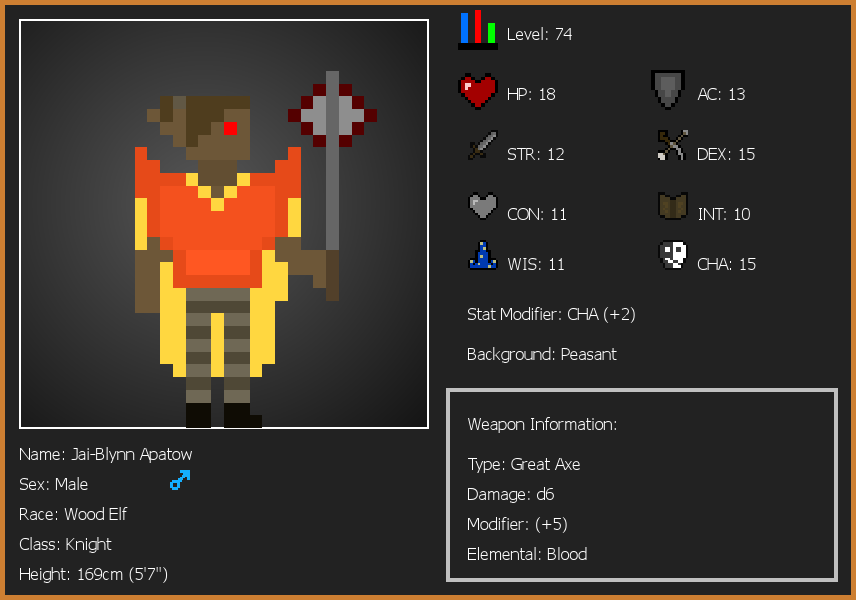 Level: 74
HP: 18
AC: 13
STR: 12
DEX: 15
CON: 11
INT: 10
WIS: 11
CHA: 15
Stat Modifier: CHA (+2)
Background: Peasant
Weapon Information:
Type: Great Axe
Damage: d6
Modifier: (+5)
Elemental: Blood
Name: Jai-Blynn Apatow
Sex: Male
Race: Wood Elf
Class: Knight
Height: 169cm (5'7")